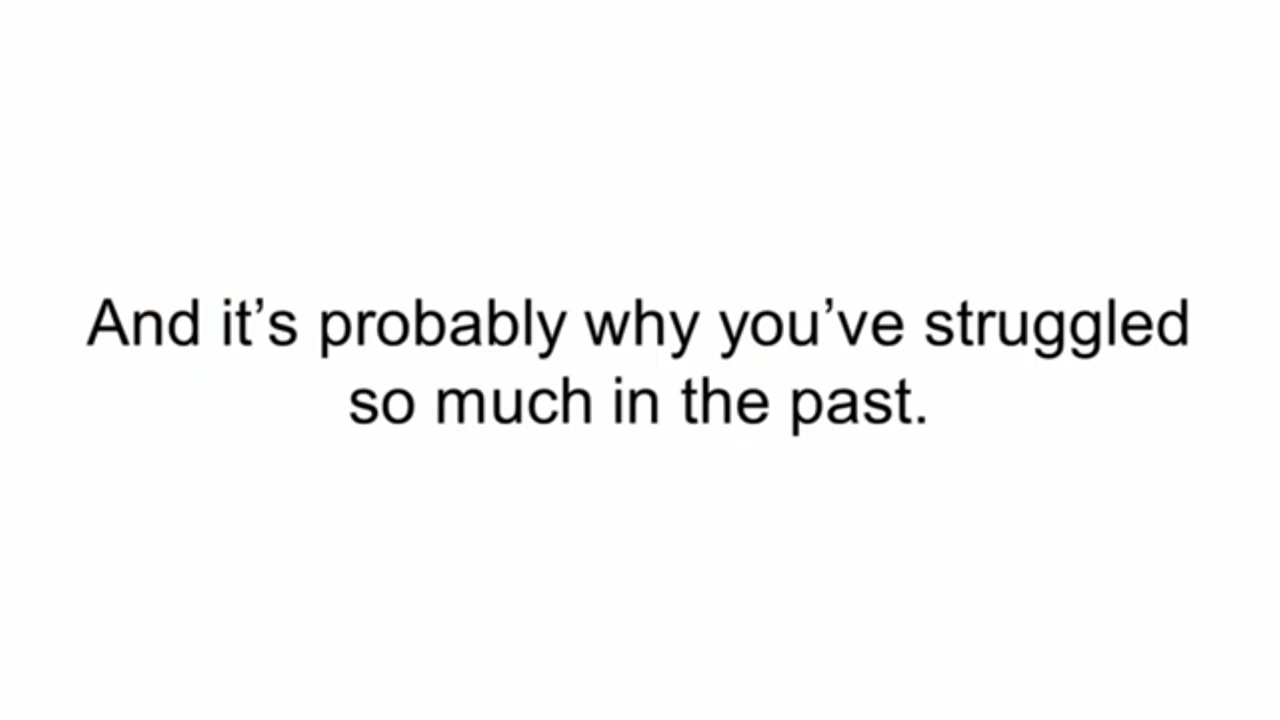 And it’s probably why you’ve struggled
so much in the past.